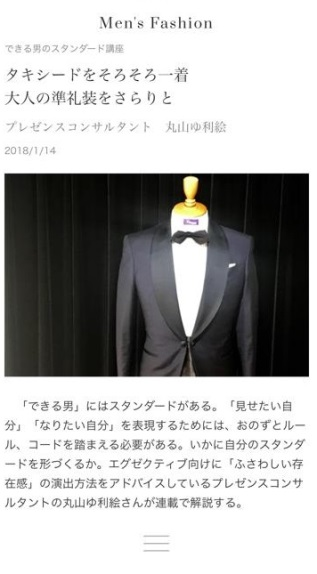 Men's Fashion
できる男のスタンダード講座
タキシードをそろそろ一着
大人の準礼装をさらりと
プレゼンスコンサルタント　丸山ゆ利絵
2018/1/14
「できる男」にはスタンダードがある。「見せたい自
分」「なりたい自分」を表現するためには、おのずとルー
ル、コードを踏まえる必要がある。いかに自分のスタンダ
ードを形づくるか。エグゼクティブ向けに「ふさわしい存
在感」の演出方法をアドバイスしているプレゼンスコンサ
ルタントの丸山ゆ利絵さんが連載で解説する。